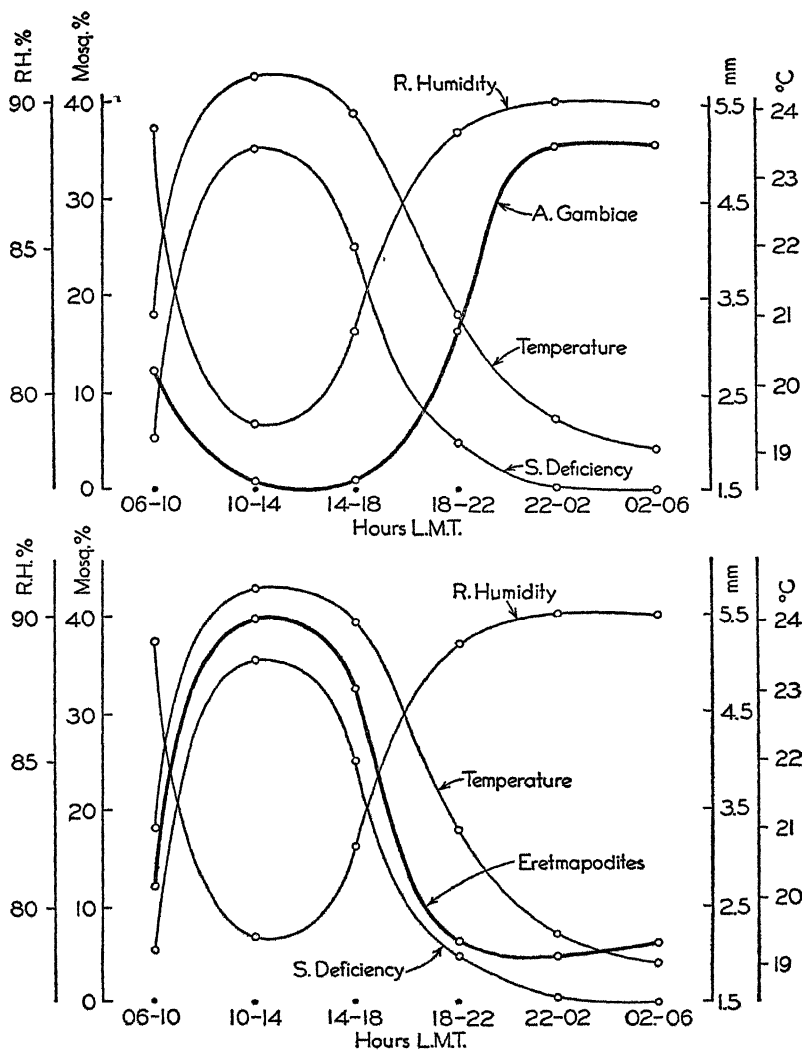 R.H.%
Mosq.%
mm
°C
90
40
5.5
24
R. Humidity
30
4.5
23
A. Gambiae
85
22
20
3.5
21
Temperature
80
10
2.5
20
19
S. Deficiency
0
1.5
06-10 10-14 14-18 18-22 22-02 02-06
Hours L.M.T.
R.H.%
Mosq.%
mm
°C
R. Humidity
90
40
5.5
24
30
4.5
23
85
22
Temperature
20
3.5
21
Eretmapodites
80
10
2.5
20
S. Deficiency
19
0
1.5
06-10 10-14 14-18 18-22 22-02 02-06
Hours L.M.T.